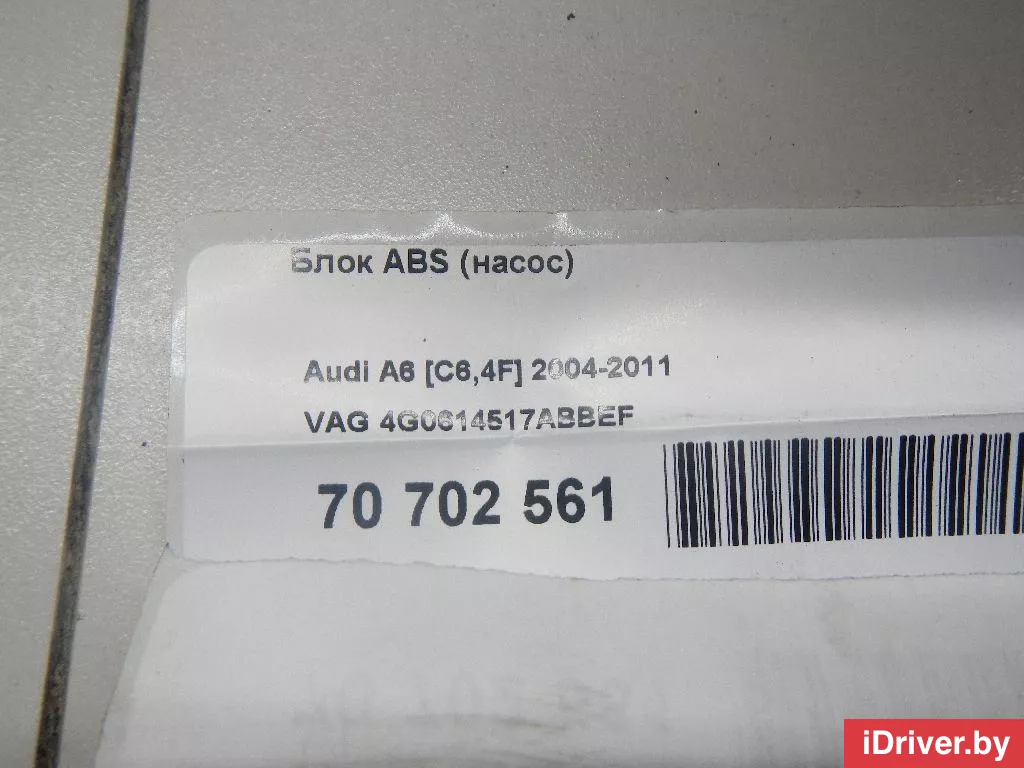 Блок ABS (насос)
Audi A6 [C6,4F] 2004-2011
VAG 4G0614517ABBEF
70 702 561
iDriver.by